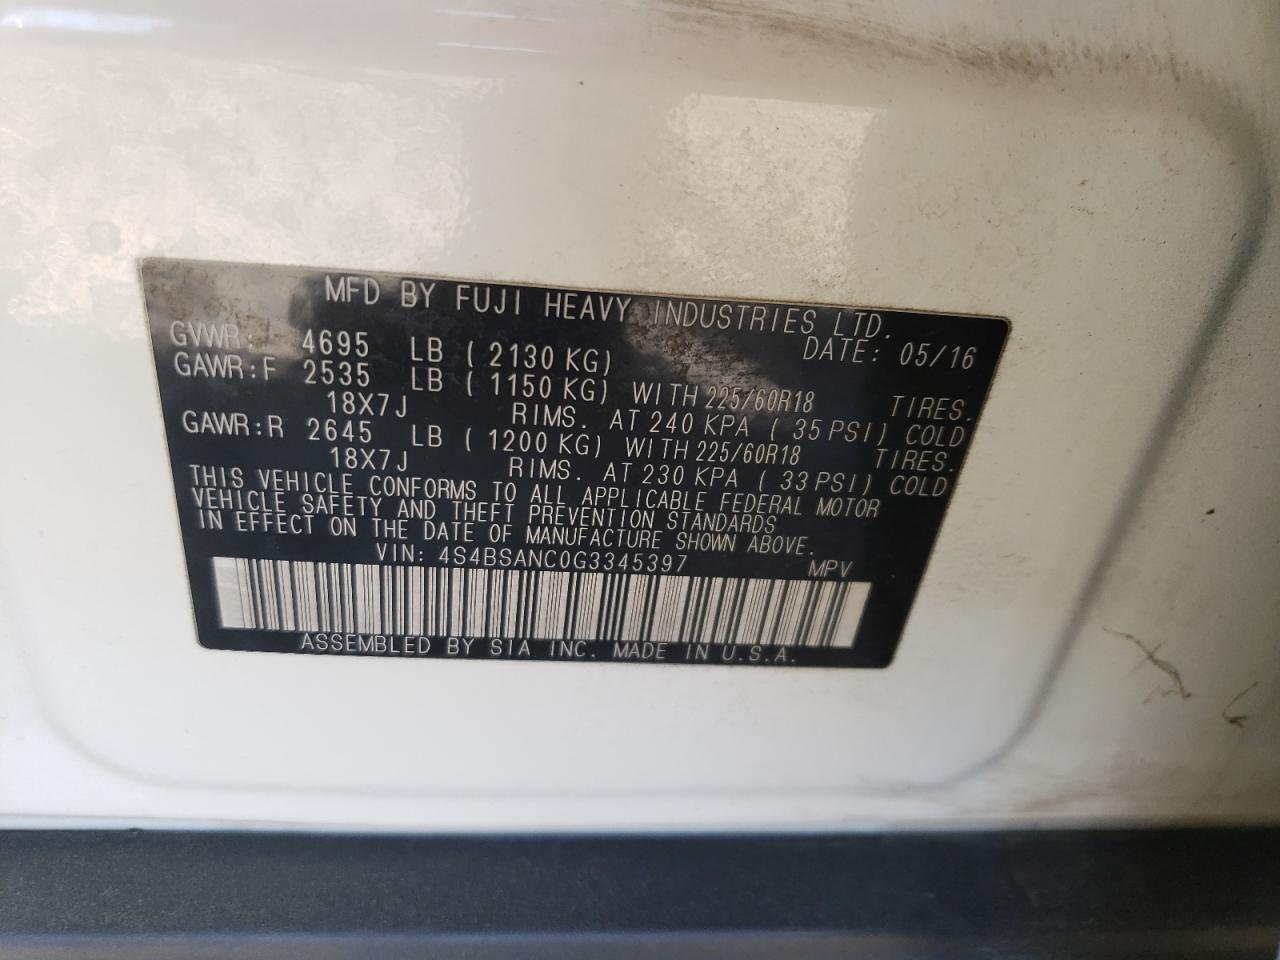 MFD BY FUJI HEAVY INDUSTRIES LTD.
GVWR: 4695 LB ( 2130 KG) DATE: 05/16
GAWR:F 2535 LB ( 1150 KG) WITH 225/60R18 TIRES.
18X7J RIMS. AT 240 KPA ( 35 PSI) COLD
GAWR:R 2645 LB ( 1200 KG) WITH 225/60R18 TIRES.
18X7J RIMS. AT 230 KPA ( 33 PSI) COLD
THIS VEHICLE CONFORMS TO ALL APPLICABLE FEDERAL MOTOR
VEHICLE SAFETY AND THEFT PREVENTION STANDARDS
IN EFFECT ON THE DATE OF MANUFACTURE SHOWN ABOVE.
VIN: 4S4BSANC0G3345397 MPV
ASSEMBLED BY SIA INC. MADE IN U.S.A.